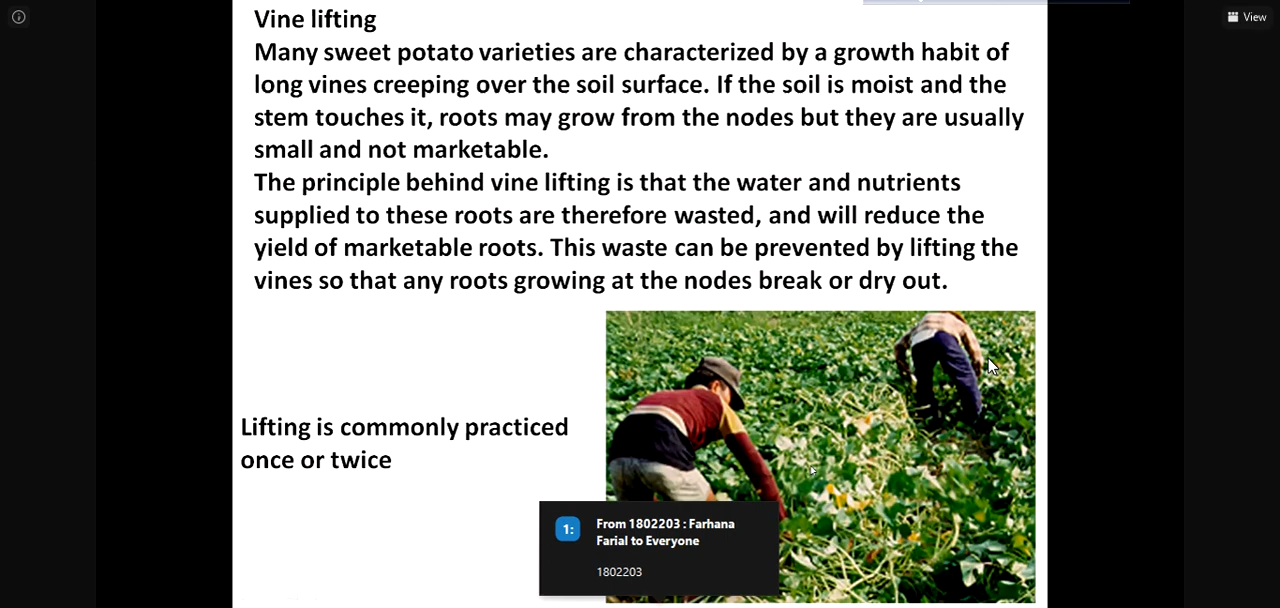 View
Vine lifting
Many sweet potato varieties are characterized by a growth habit of
long vines creeping over the soil surface. If the soil is moist and the
stem touches it, roots may grow from the nodes but they are usually
small and not marketable.
The principle behind vine lifting is that the water and nutrients
supplied to these roots are therefore wasted, and will reduce the
yield of marketable roots. This waste can be prevented by lifting the
vines so that any roots growing at the nodes break or dry out.
Lifting is commonly practiced
once or twice
1:
From 1802203 : Farhana
Farial to Everyone
1802203